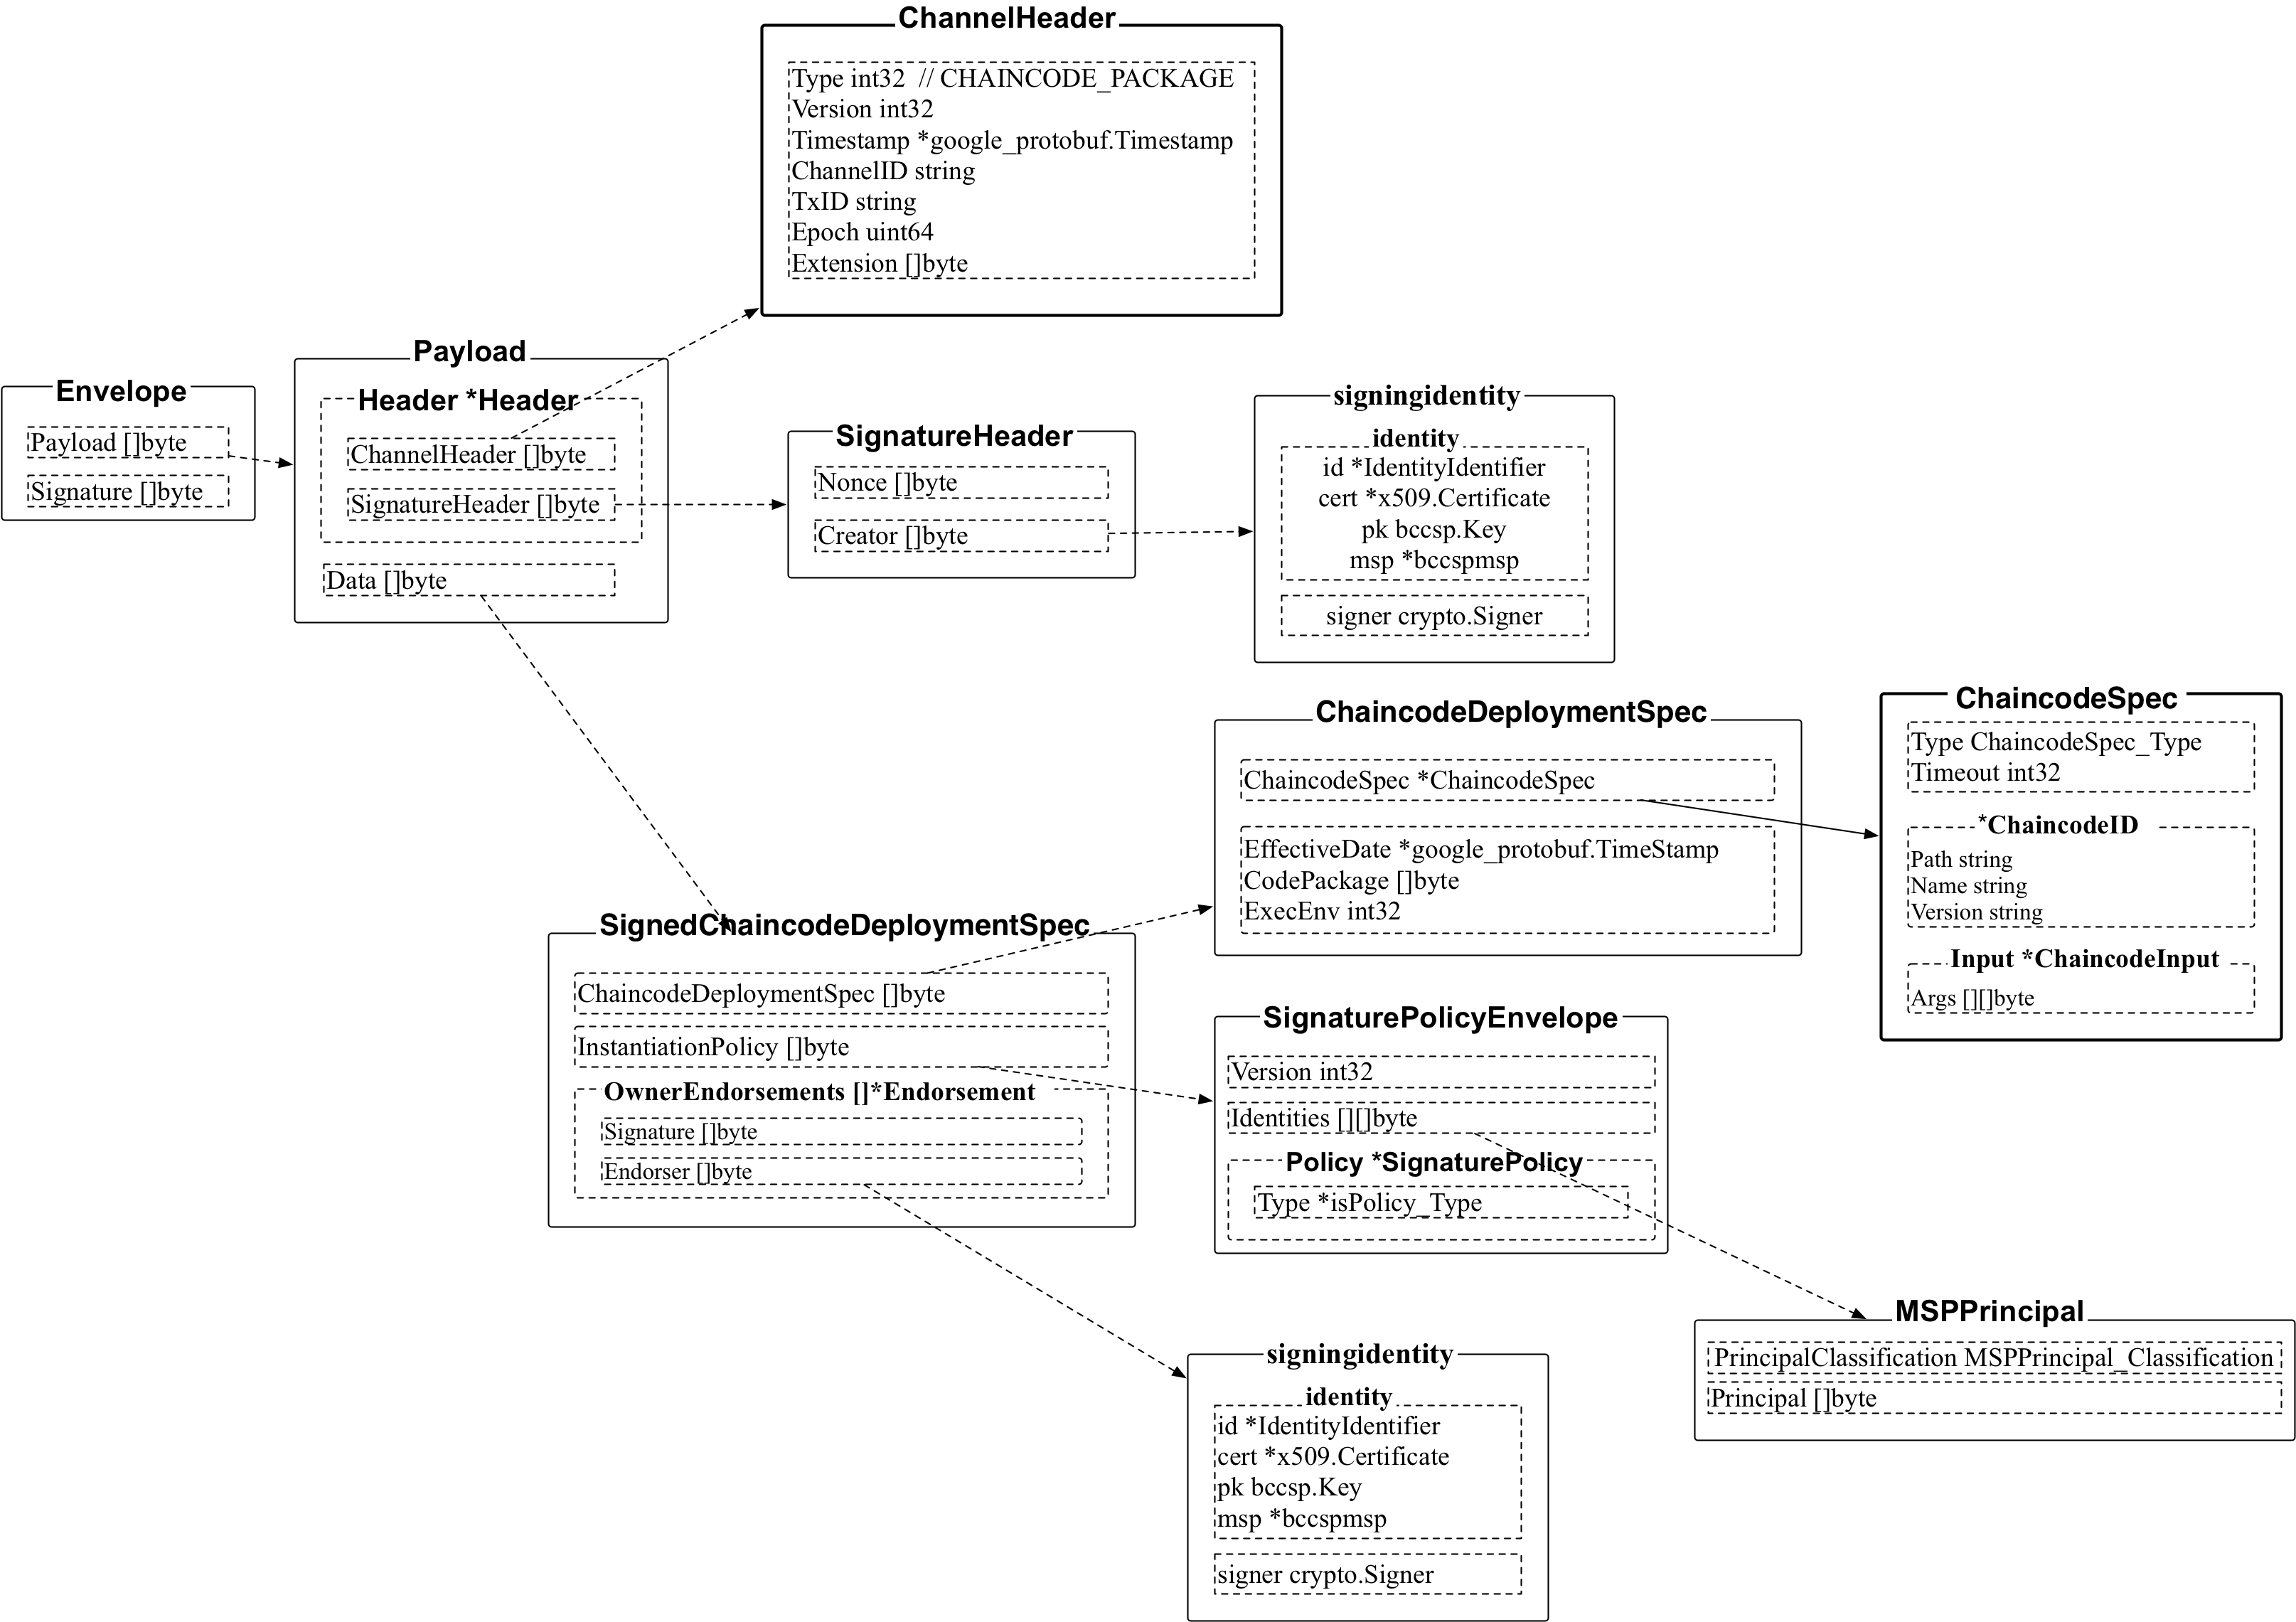 ChannelHeader
Type int32 // CHAINCODE_PACKAGE
Version int32
Timestamp *google_protobuf.Timestamp
ChannelID string
TxID string
Epoch uint64
Extension []byte
Envelope
Payload []byte
Signature []byte
Payload
Header *Header
ChannelHeader []byte
SignatureHeader []byte
Data []byte
SignatureHeader
Nonce []byte
Creator []byte
signingidentity
identity
id *IdentityIdentifier
cert *x509.Certificate
pk bccsp.Key
msp *bccspmsp
signer crypto.Signer
SignedChaincodeDeploymentSpec
ChaincodeDeploymentSpec []byte
InstantiationPolicy []byte
OwnerEndorsements []*Endorsement
Signature []byte
Endorser []byte
ChaincodeDeploymentSpec
ChaincodeSpec *ChaincodeSpec
EffectiveDate *google_protobuf.TimeStamp
CodePackage []byte
ExecEnv int32
ChaincodeSpec
Type ChaincodeSpec_Type
Timeout int32
*ChaincodeID
Path string
Name string
Version string
Input *ChaincodeInput
Args [][]byte
SignaturePolicyEnvelope
Version int32
Identities [][]byte
Policy *SignaturePolicy
Type *isPolicy_Type
MSPPrincipal
PrincipalClassification MSPPrincipal_Classification
Principal []byte
signingidentity
identity
id *IdentityIdentifier
cert *x509.Certificate
pk bccsp.Key
msp *bccspmsp
signer crypto.Signer